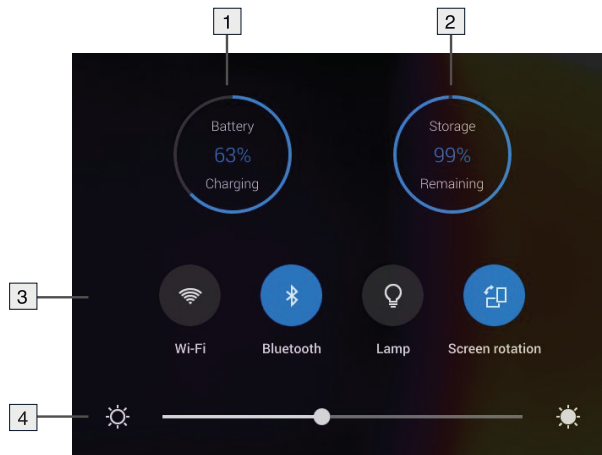 1
2
Battery
63%
Charging
Storage
99%
Remaining
3
Wi-Fi
Bluetooth
Lamp
Screen rotation
4